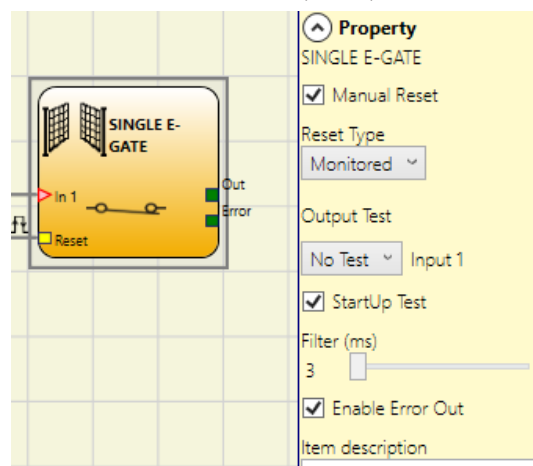 SINGLE E-
GATE
In 1
Out
Error
Reset
Property
SINGLE E-GATE
Manual Reset
Reset Type
Monitored
Output Test
No Test Input 1
StartUp Test
Filter (ms)
3
Enable Error Out
Item description